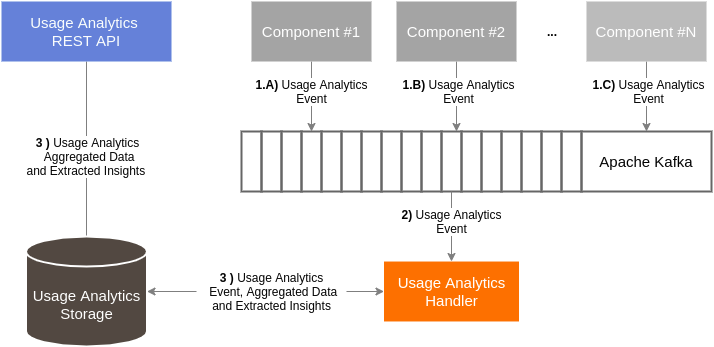 Usage Analytics
REST API
Component #1
Component #2
...
Component #N
1.A) Usage Analytics
Event
1.B) Usage Analytics
Event
1.C) Usage Analytics
Event
Apache Kafka
3 ) Usage Analytics
Aggregated Data
and Extracted Insights
2) Usage Analytics
Event
Usage Analytics
Storage
3 ) Usage Analytics
Event, Aggregated Data
and Extracted Insights
Usage Analytics
Handler